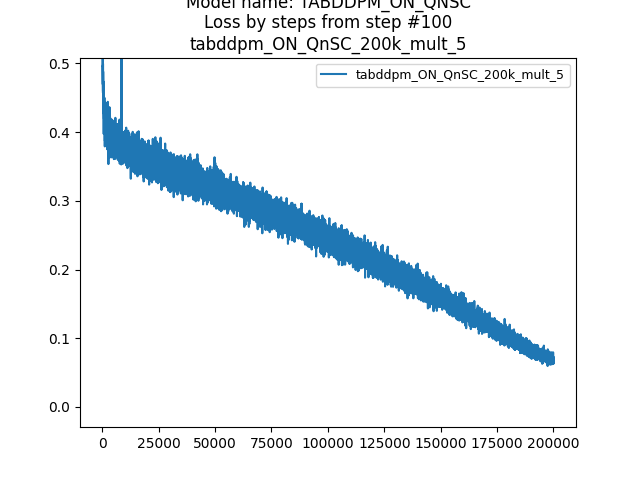 Model name: TABDDPM_ON_QNSC
Loss by steps from step #100
tabddpm_ON_QnSC_200k_mult_5
tabddpm_ON_QnSC_200k_mult_5
0.5
0.4
0.3
0.2
0.1
0.0
0 25000 50000 75000 100000 125000 150000 175000 200000